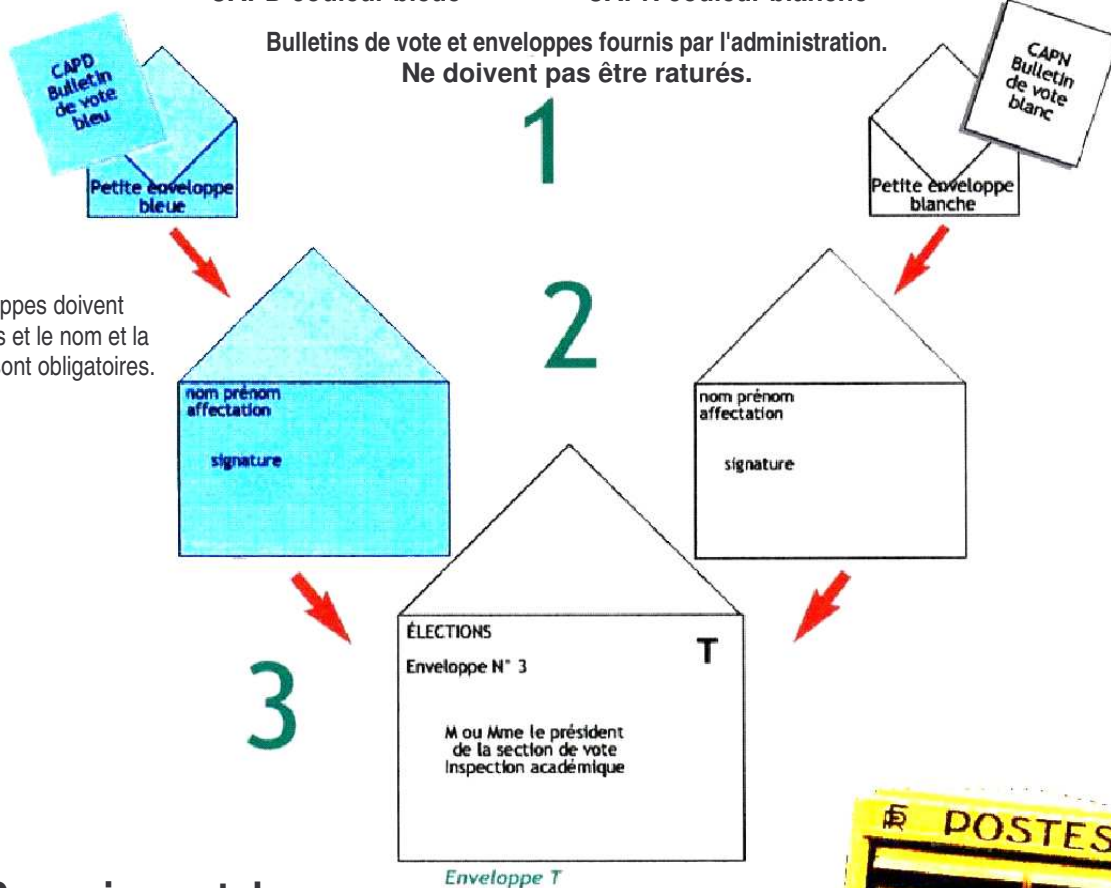 Bulletins de vote et enveloppes fournis par l'administration.
Ne doivent pas être raturés.
CAPD
Bulletin
de vote
bleu
CAPN
Bulletin
de vote
blanc
1
Petite enveloppe
bleue
Petite enveloppe
blanche
2
doivent
et le nom et la
sont obligatoires.
nom prénom
affectation
signature
nom prénom
affectation
signature
3
ÉLECTIONS
T
Enveloppe N° 3
M ou Mme le président
de la section de vote
Inspection académique
POSTES
Enveloppe T